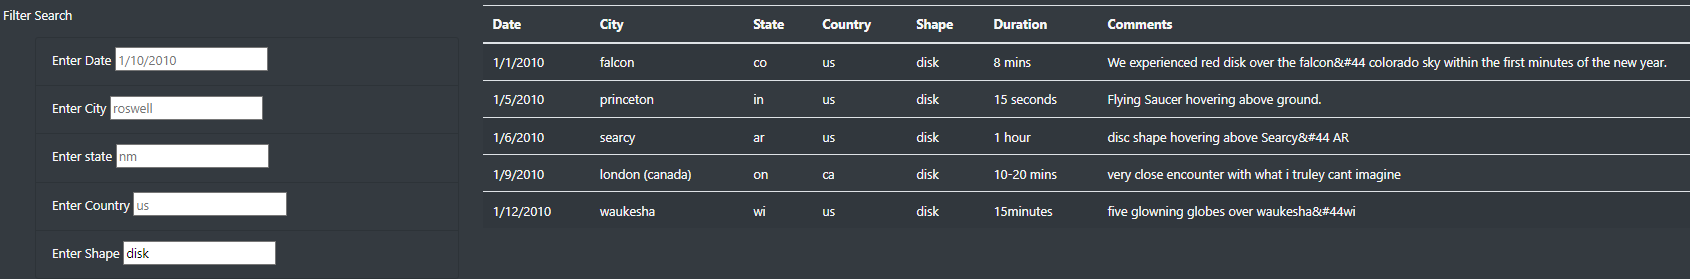 Filter Search
Enter Date 1/10/2010
Enter City roswell
Enter state nm
Enter Country us
Enter Shape disk
Date City State Country Shape Duration Comments
1/1/2010 falcon co us disk 8 mins We experienced red disk over the falcon&#44 colorado sky within the first minutes of the new year.
1/5/2010 princeton in us disk 15 seconds Flying Saucer hovering above ground.
1/6/2010 searcy ar us disk 1 hour disc shape hovering above Searcy&#44 AR
1/9/2010 london (canada) on ca disk 10-20 mins very close encounter with what i truley cant imagine
1/12/2010 waukesha wi us disk 15minutes five glowning globes over waukesha&#44wi